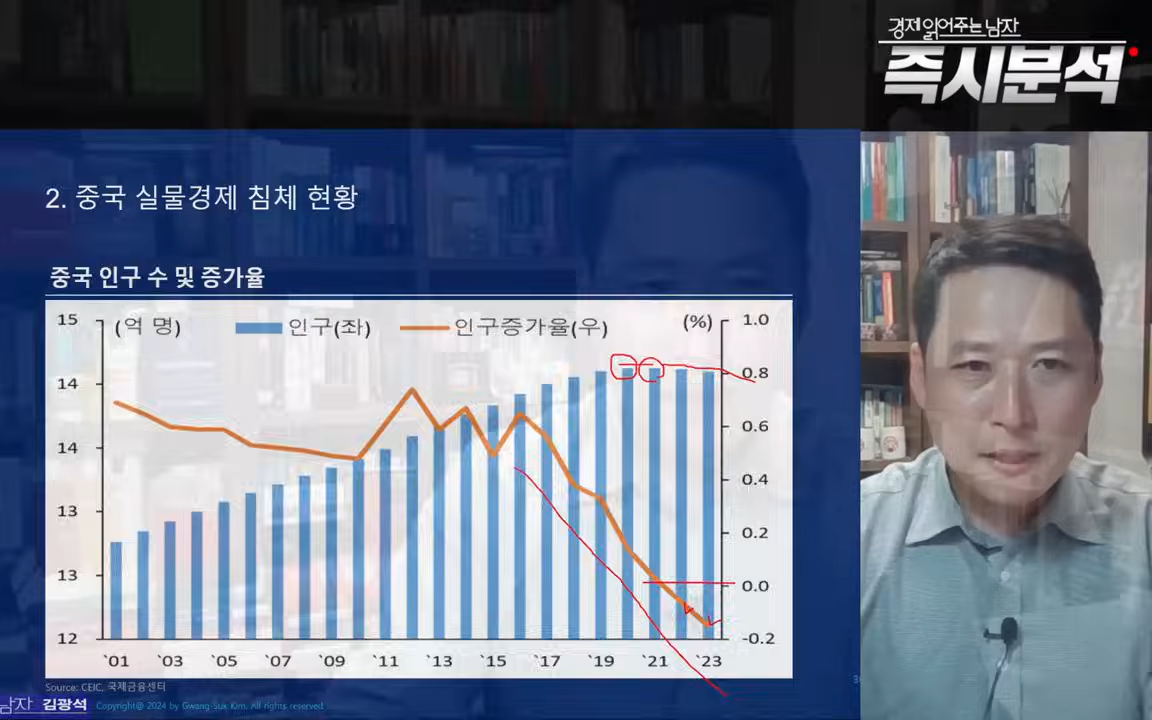 경제 읽어주는 남자
즉시분석
2. 중국 실물경제 침체 현황
중국 인구 수 및 증가율
(억 명) 인구(좌) 인구증가율(우) (%)
15 1.0
14 0.8
14 0.6
0.4
13 0.2
13 0.0
12 -0.2
`01 `03 `05 `07 `09 `11 `13 `15 `17 `19 `21 `23
Source: CEIC, 국제금융센터
남자 김광석 Copyright@ 2024 by Gwang-Suk Kim. All rights reserved